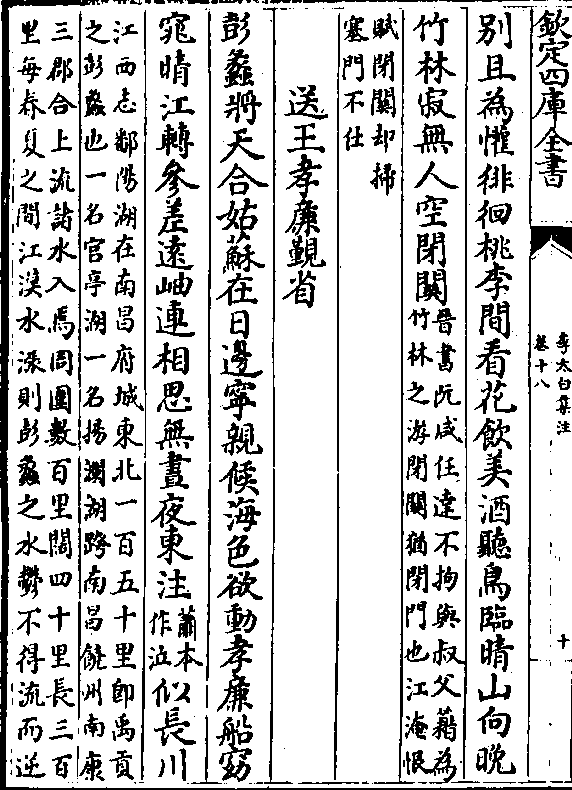 欽定四庫全書
李太白集注
卷十八
十
别且為懽徘徊桃李間看花飲美酒聽鳥臨晴山向晚
竹林寂無人空閉關
晉書阮咸任達不拘與叔父籍為
竹林之游閉關猶閉門也江淹恨
賦閉關却掃
塞門不仕
送王孝廉覲省
彭蠡將天合姑蘇在日邊寧親候海色欲動孝廉船窈
窕晴江轉參差遠岫連相思無晝夜東注
蕭本
作泣
似長川
江西志鄱陽湖在南昌府城東北一百五十里即禹貢
之彭蠡也一名官亭湖一名揚瀾湖跨南昌饒州南康
三郡合上流諸水入焉周圍數百里闊四十里長三百
里每春夏之間江漢水漲則彭蠡之水鬱不得流而逆